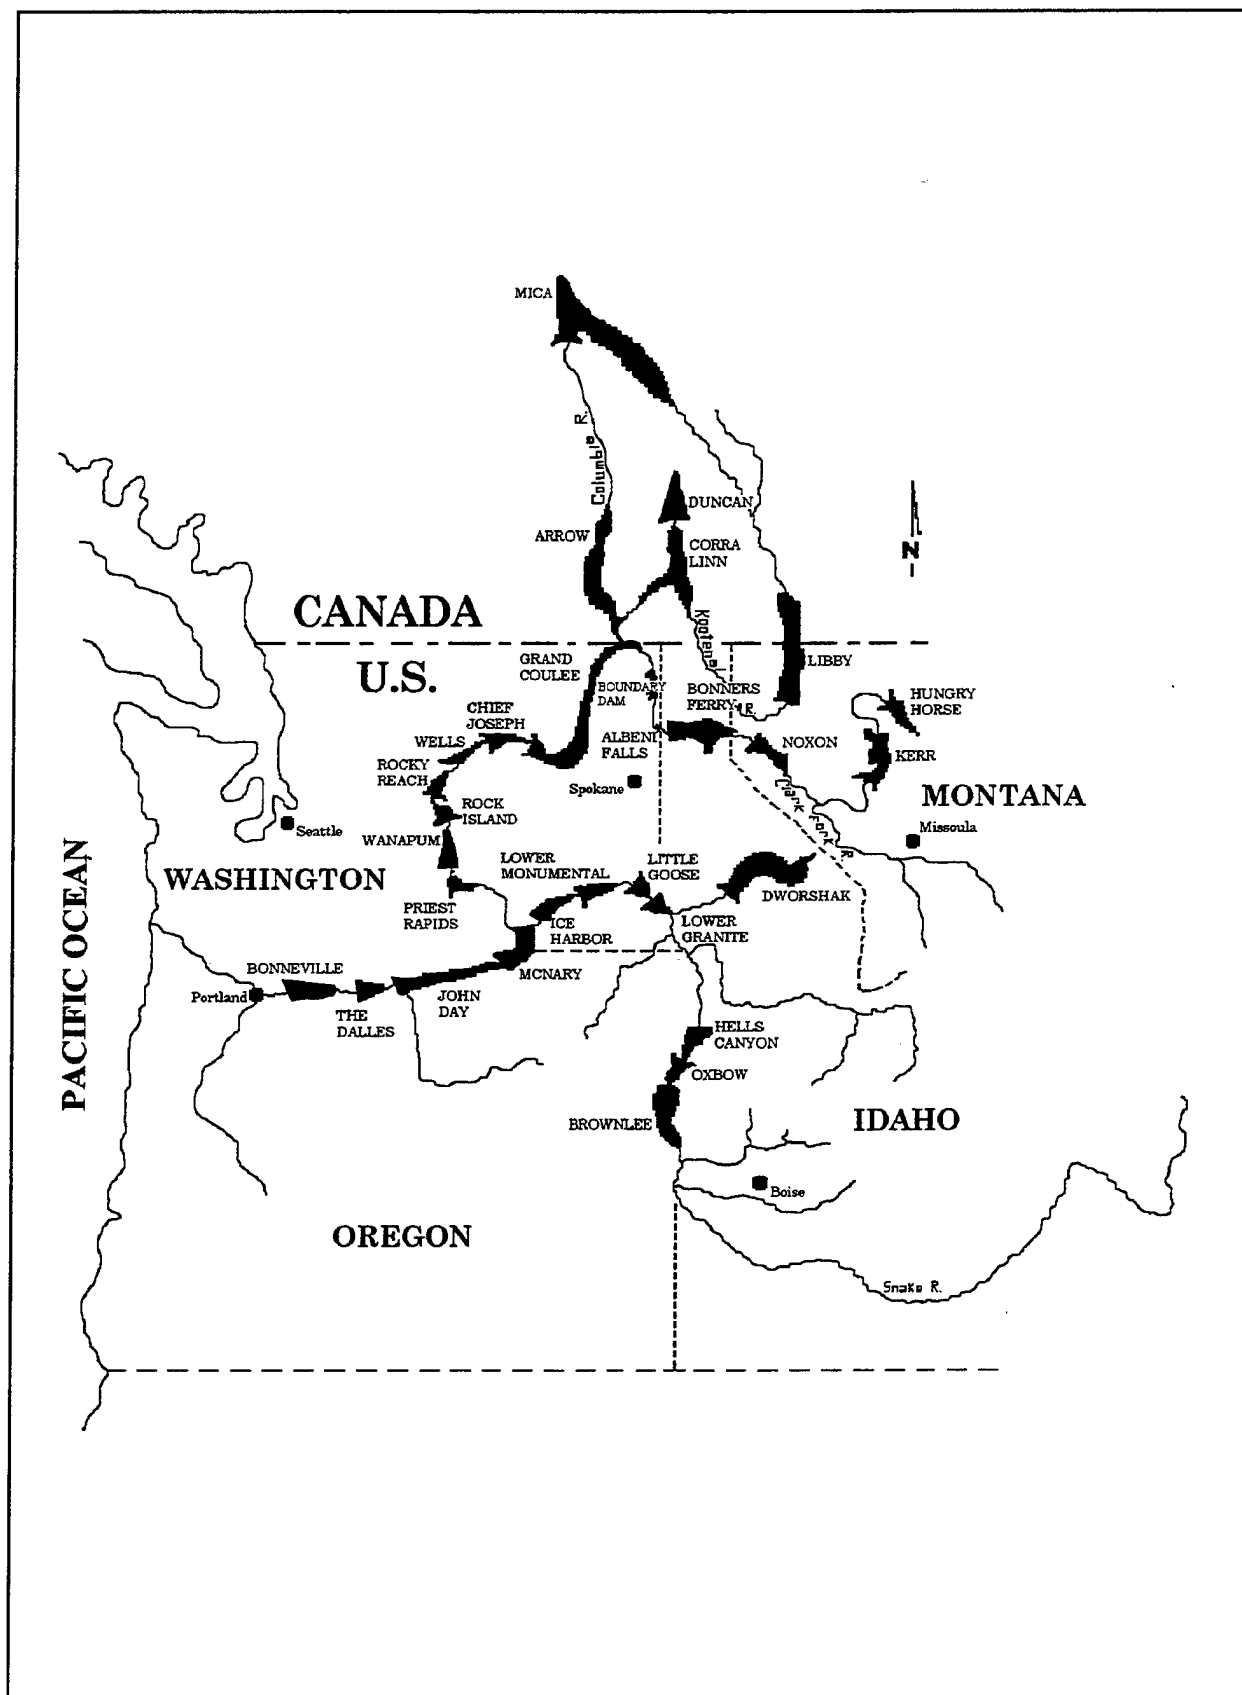 MICA
Columbia R.
DUNCAN
ARROW
CORRA
LINN
N
CANADA
Kootenai
R.
U.S.
GRAND
COULEE
LIBBY
BOUNDARY
DAM
BONNERS
FERRY
HUNGRY
HORSE
CHIEF
JOSEPH
WELLS
ALBENI
FALLS
NOXON
KERR
ROCKY
REACH
Spokane
Clark Fork R.
MONTANA
ROCK
ISLAND
Seattle
Missoula
WANAPUM
PACIFIC OCEAN
WASHINGTON
LOWER
MONUMENTAL
LITTLE
GOOSE
DWORSHAK
PRIEST
RAPIDS
ICE
HARBOR
LOWER
GRANITE
BONNEVILLE
MCNARY
Portland
JOHN
DAY
THE
DALLES
HELLS
CANYON
OXBOW
BROWNLEE
IDAHO
Boise
OREGON
Snake R.